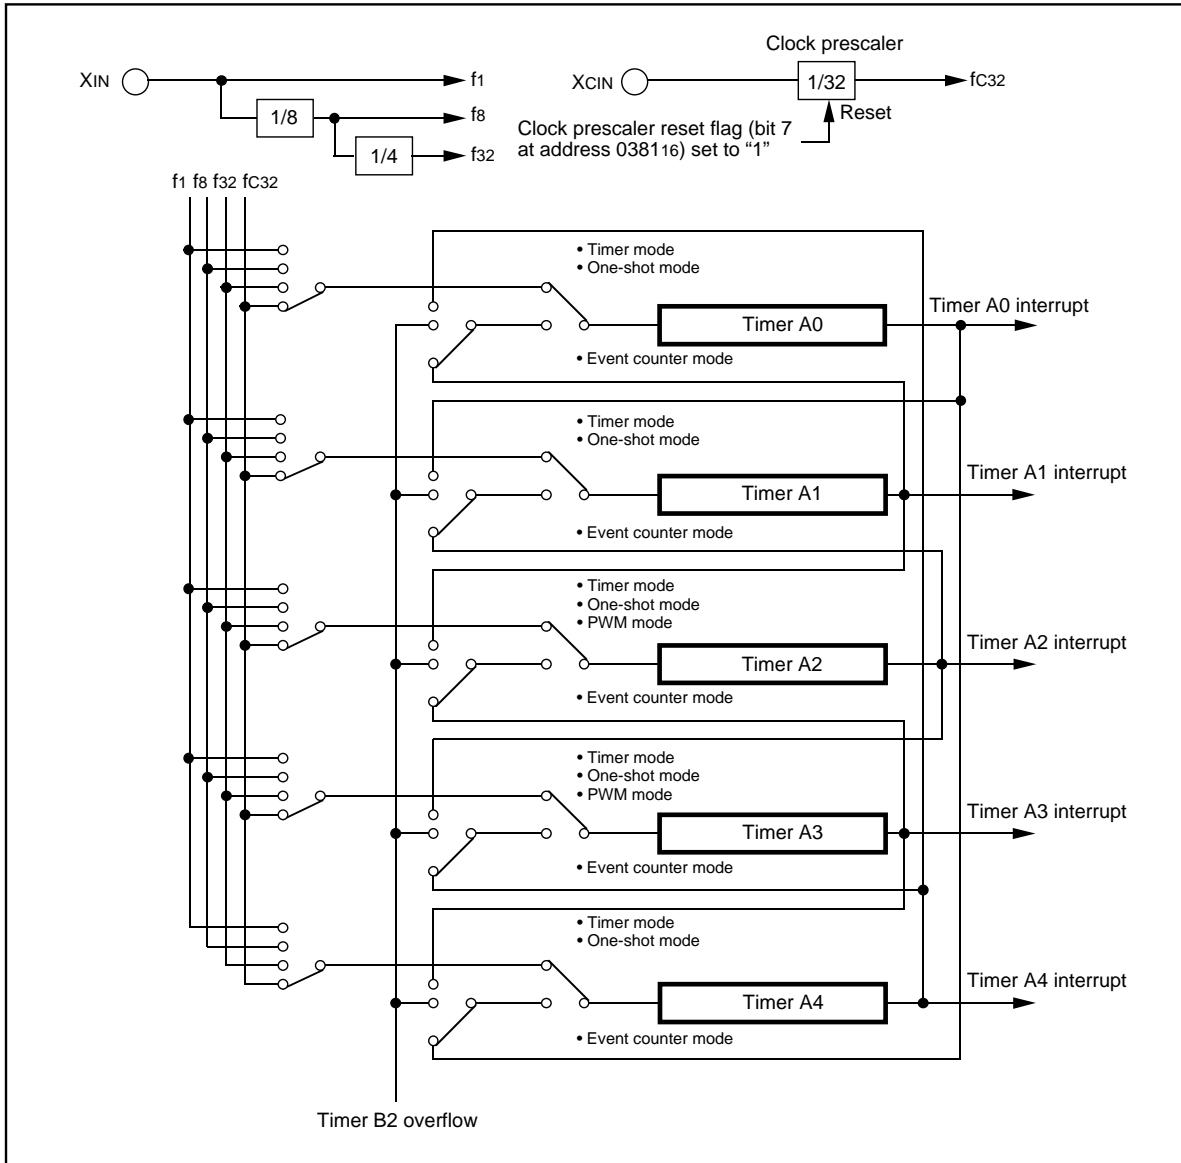 Clock prescaler
XIN
f1
XCIN
1/32
fC32
1/8
f8
Reset
Clock prescaler reset flag (bit 7
at address 038116) set to “1”
1/4
f32
f1 f8 f32 fC32
• Timer mode
• One-shot mode
Timer A0
Timer A0 interrupt
• Event counter mode
• Timer mode
• One-shot mode
Timer A1
Timer A1 interrupt
• Event counter mode
• Timer mode
• One-shot mode
• PWM mode
Timer A2
Timer A2 interrupt
• Event counter mode
• Timer mode
• One-shot mode
• PWM mode
Timer A3
Timer A3 interrupt
• Event counter mode
• Timer mode
• One-shot mode
Timer A4
Timer A4 interrupt
• Event counter mode
Timer B2 overflow